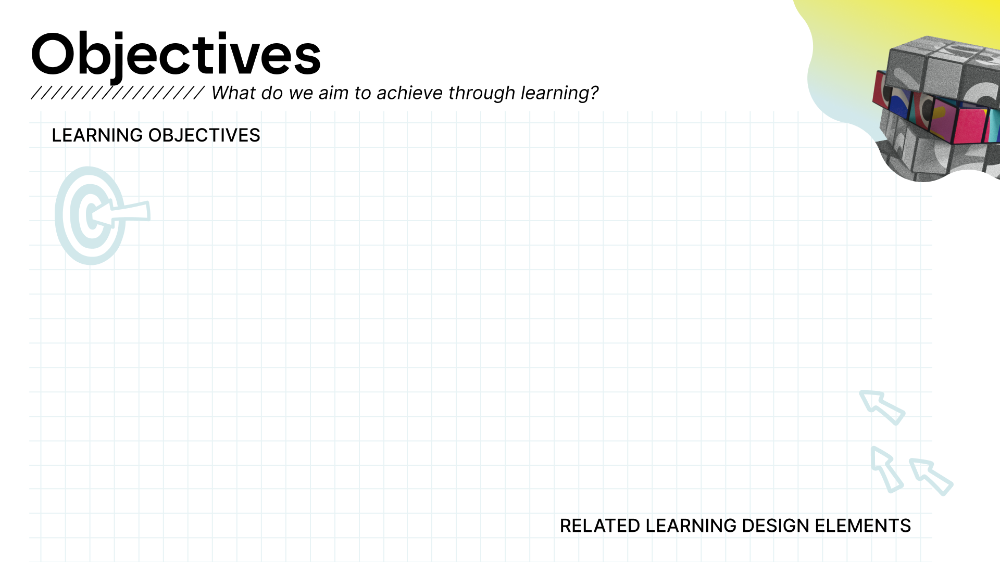 Objectives
///////////////// What do we aim to achieve through learning?
LEARNING OBJECTIVES
RELATED LEARNING DESIGN ELEMENTS